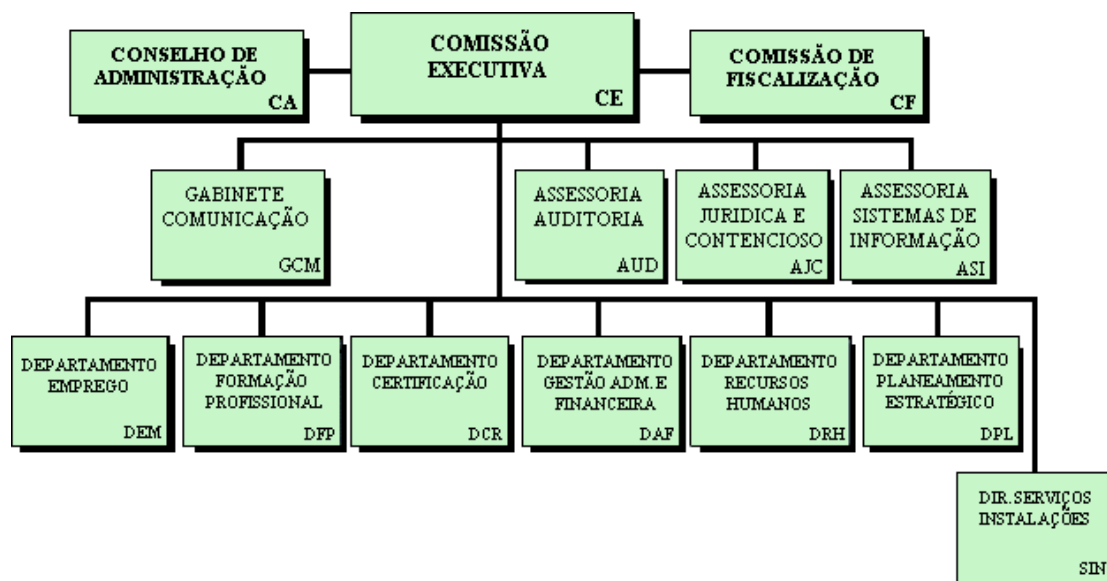 CONSELHO DE
ADMINISTRAÇÃO
CA
COMISSÃO
EXECUTIVA
CE
COMISSÃO DE
FISCALIZAÇÃO
CF
GABINETE
COMUNICAÇÃO
GCM
ASSESSORIA
AUDITORIA
AUD
ASSESSORIA
JURIDICA E
CONTENCIOSO
AJC
ASSESSORIA
SISTEMAS DE
INFORMAÇÃO
ASI
DEPARTAMENTO
EMPREGO
DEM
DEPARTAMENTO
FORMAÇÃO
PROFISSIONAL
DFP
DEPARTAMENTO
CERTIFICAÇÃO
DCR
DEPARTAMENTO
GESTÃO ADM. E
FINANCEIRA
DAF
DEPARTAMENTO
RECURSOS
HUMANOS
DRH
DEPARTAMENTO
PLANEAMENTO
ESTRATÉGICO
DPL
DIR.SERVIÇOS
INSTALAÇÕES
SIN